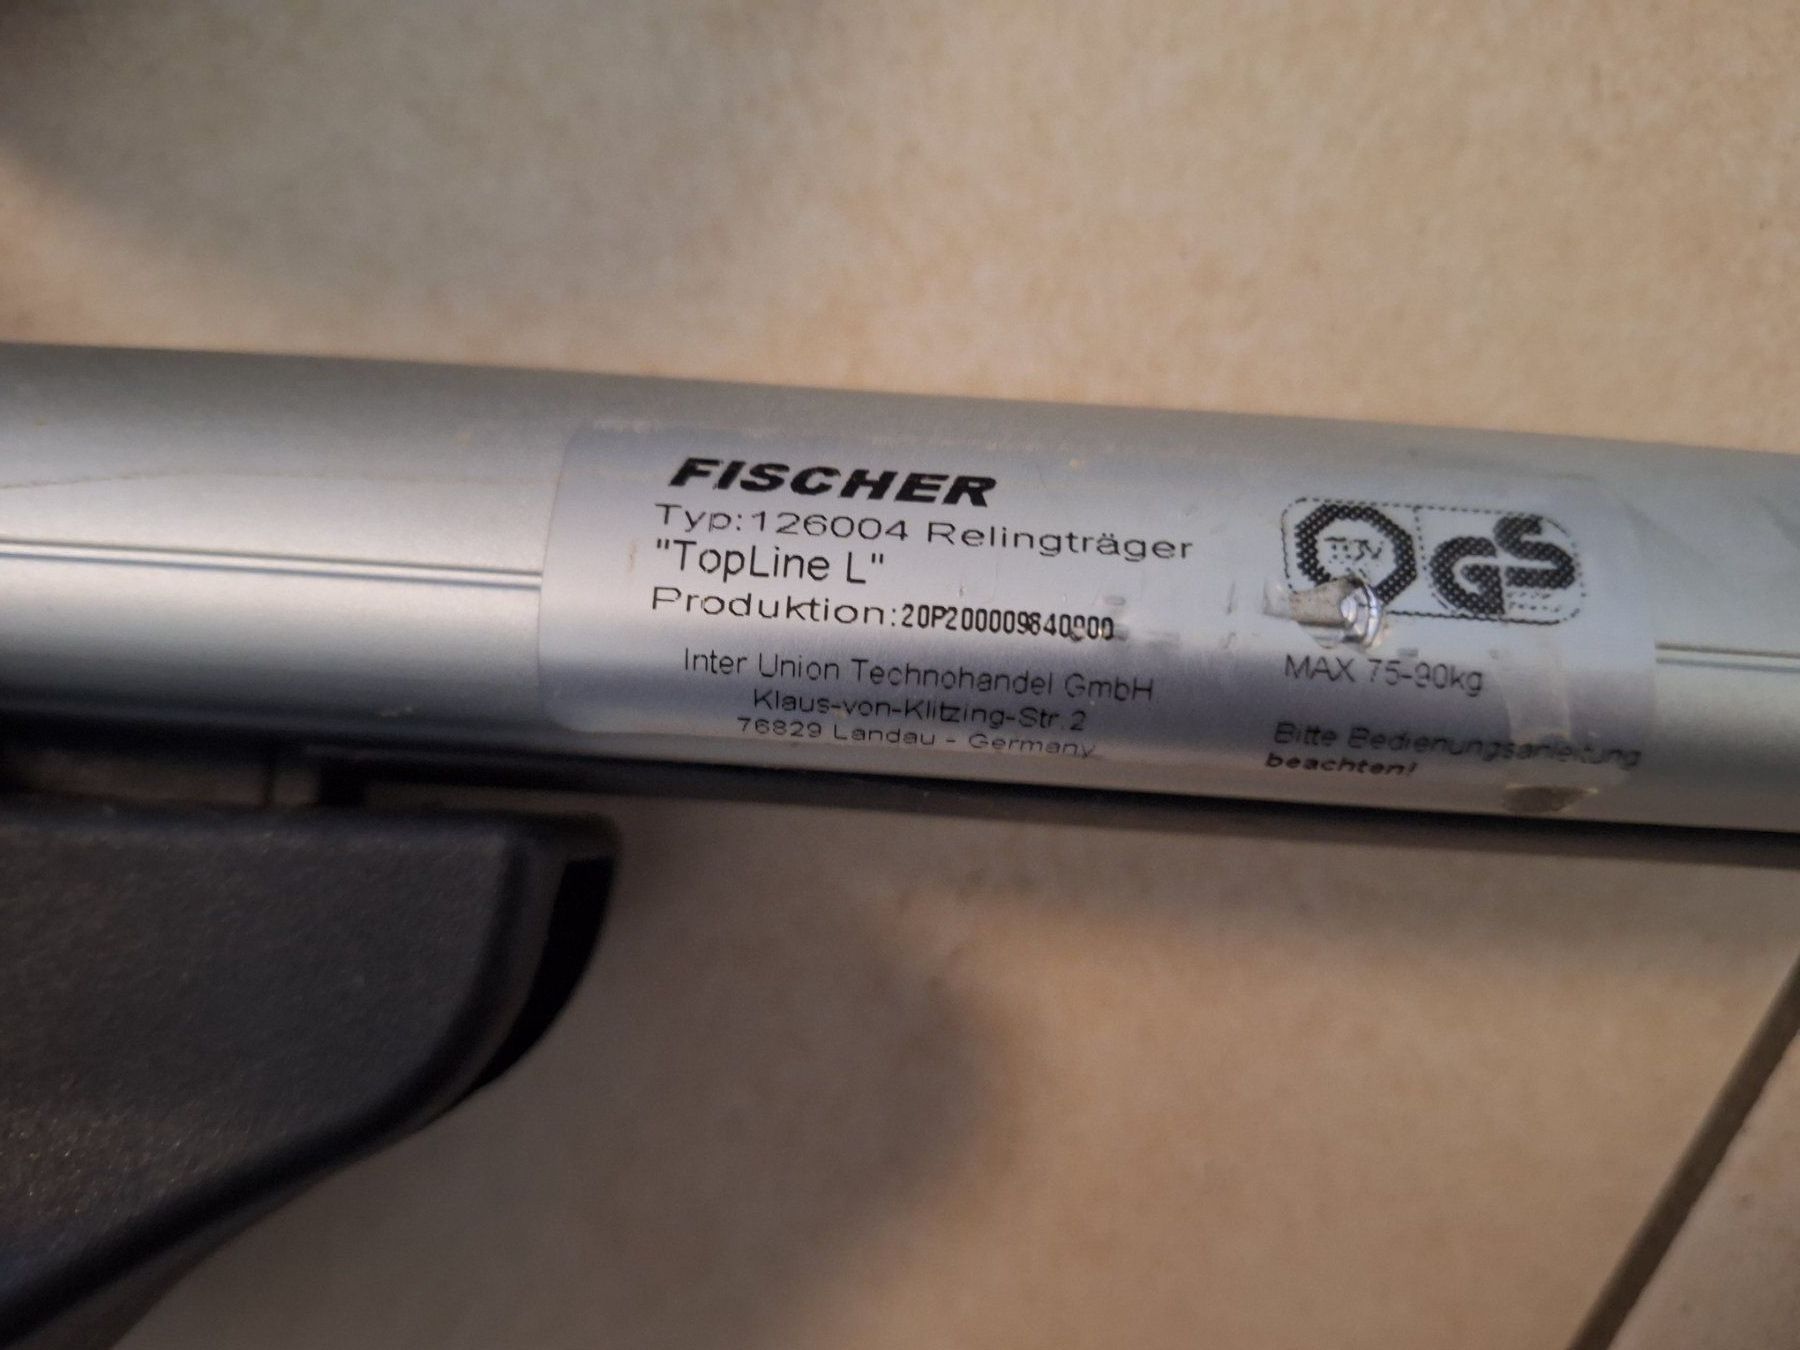 FISCHER
Typ:126004 Relingträger
"TopLine L"
Produktion:20P200009840000
Inter Union Technohandel GmbH
Klaus-von-Klitzing-Str.2
76829 Landau - Germany
TÜV GS
MAX 75-90kg
Bitte Bedienungsanleitung
beachten!